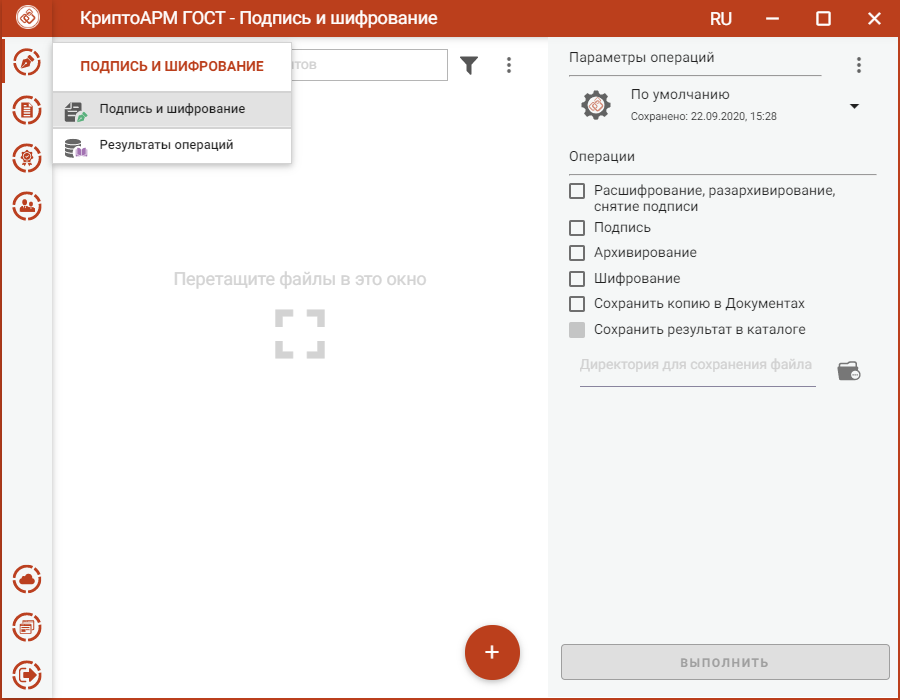 КриптоАРМ ГОСТ - Подпись и шифрование
RU
ПОДПИСЬ И ШИФРОВАНИЕ
Подпись и шифрование
Результаты операций
Перетащите файлы в это окно
+
Параметры операций
По умолчанию
Сохранено: 22.09.2020, 15:28
Операции
Расшифрование, разархивирование,
снятие подписи
Подпись
Архивирование
Шифрование
Сохранить копию в Документах
Сохранить результат в каталоге
Директория для сохранения файла
ВЫПОЛНИТЬ